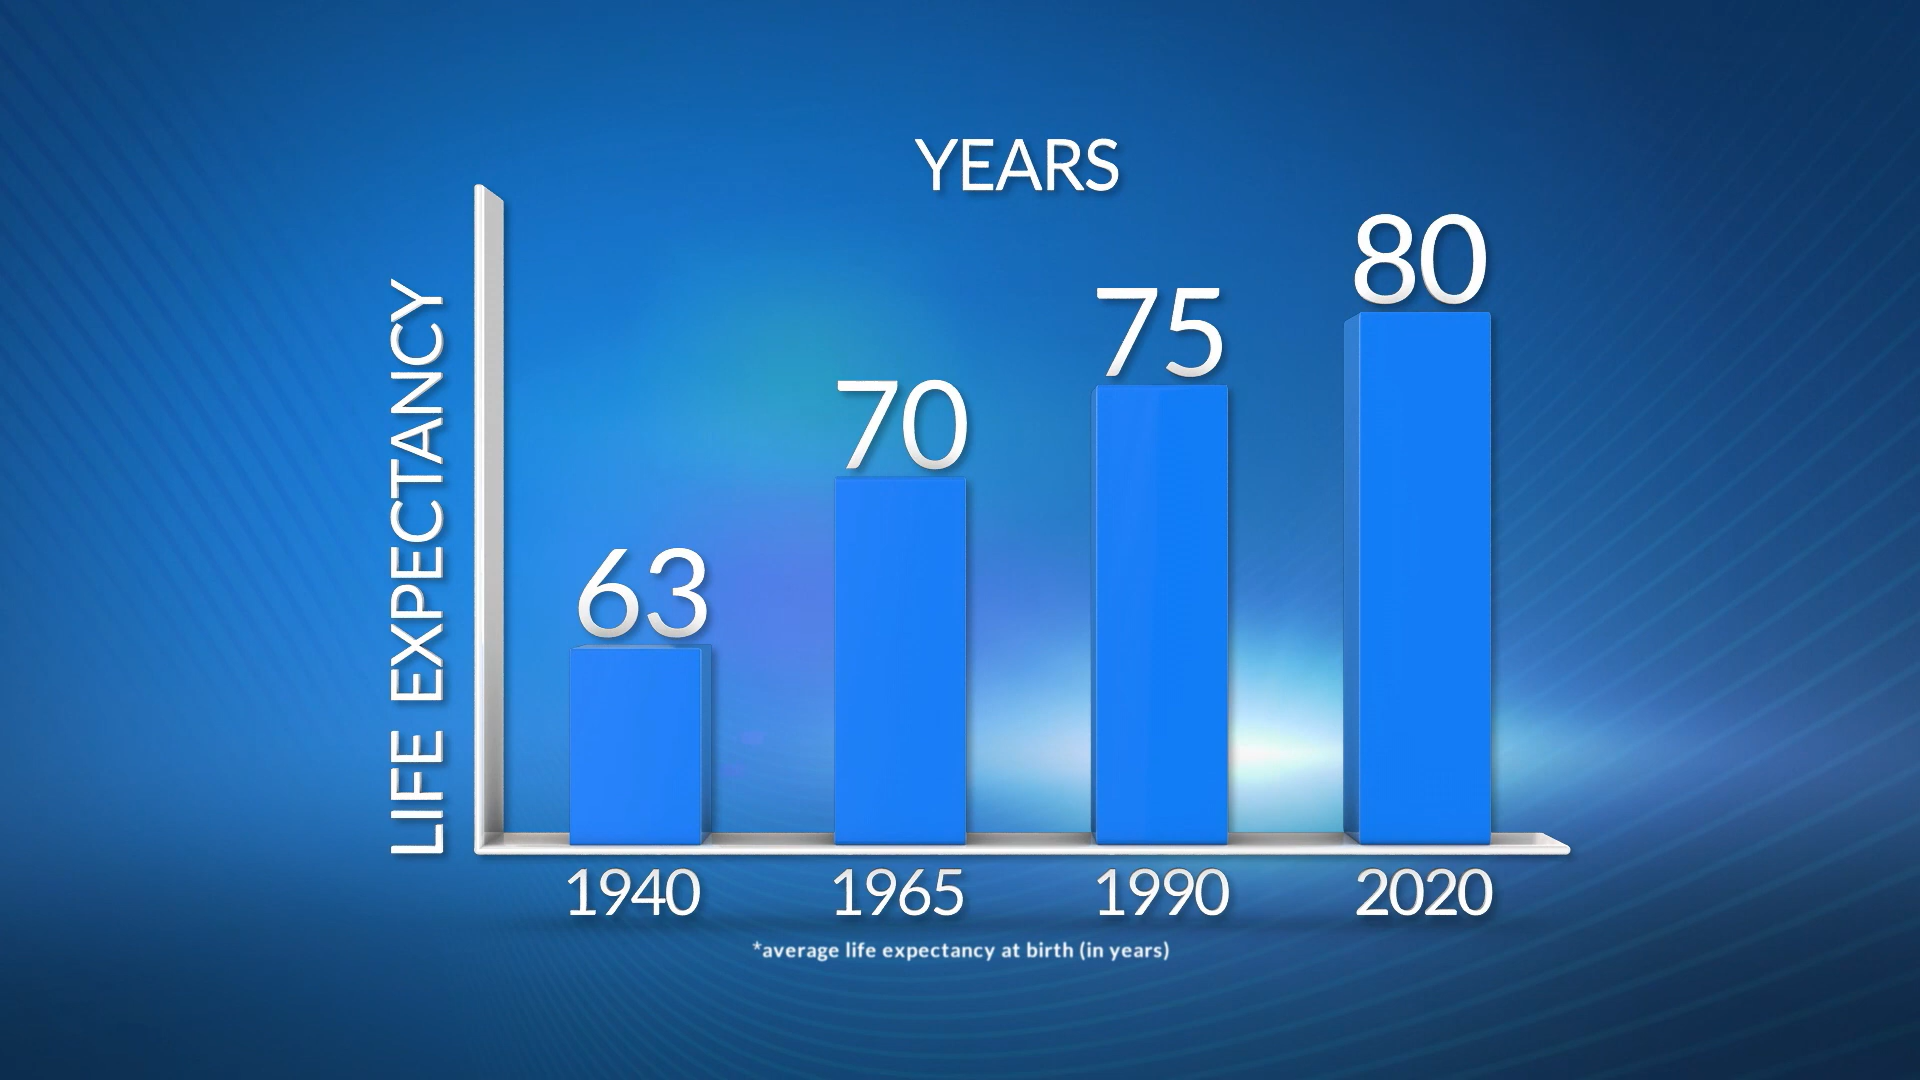 YEARS
LIFE EXPECTANCY
63
70
75
80
1940
1965
1990
2020
*average life expectancy at birth (in years)